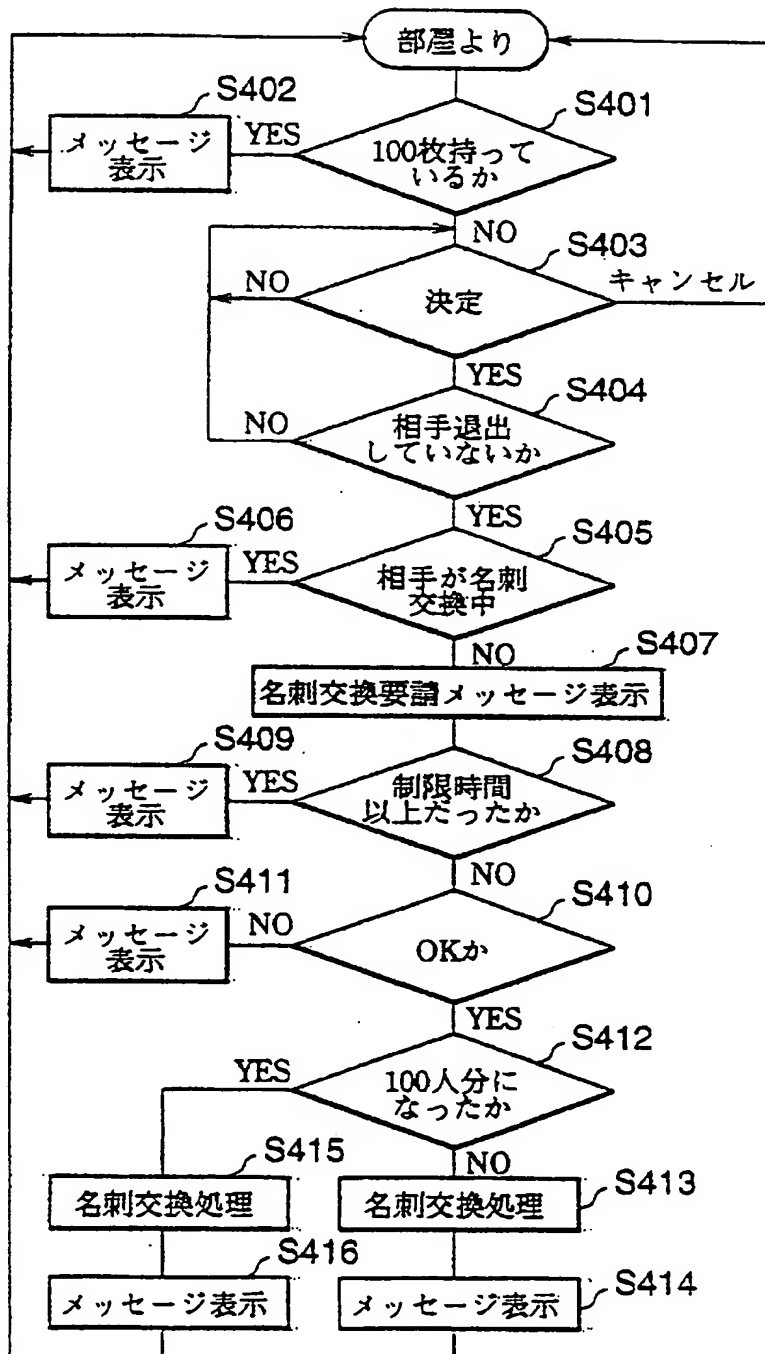 部屋より
S402
S401
メッセージ
表示
YES
100枚持って
いるか
NO
S403
NO
決定
キャンセル
YES
S404
NO
相手退出
していないか
YES
S406
S405
メッセージ
表示
YES
相手が名刺
交換中
NO
S407
名刺交換要請メッセージ表示
S409
S408
メッセージ
表示
YES
制限時間
以上だったか
NO
S411
S410
メッセージ
表示
NO
OKか
YES
S412
YES
100人分に
なったか
S415
NO
S413
名刺交換処理
名刺交換処理
S416
S414
メッセージ表示
メッセージ表示